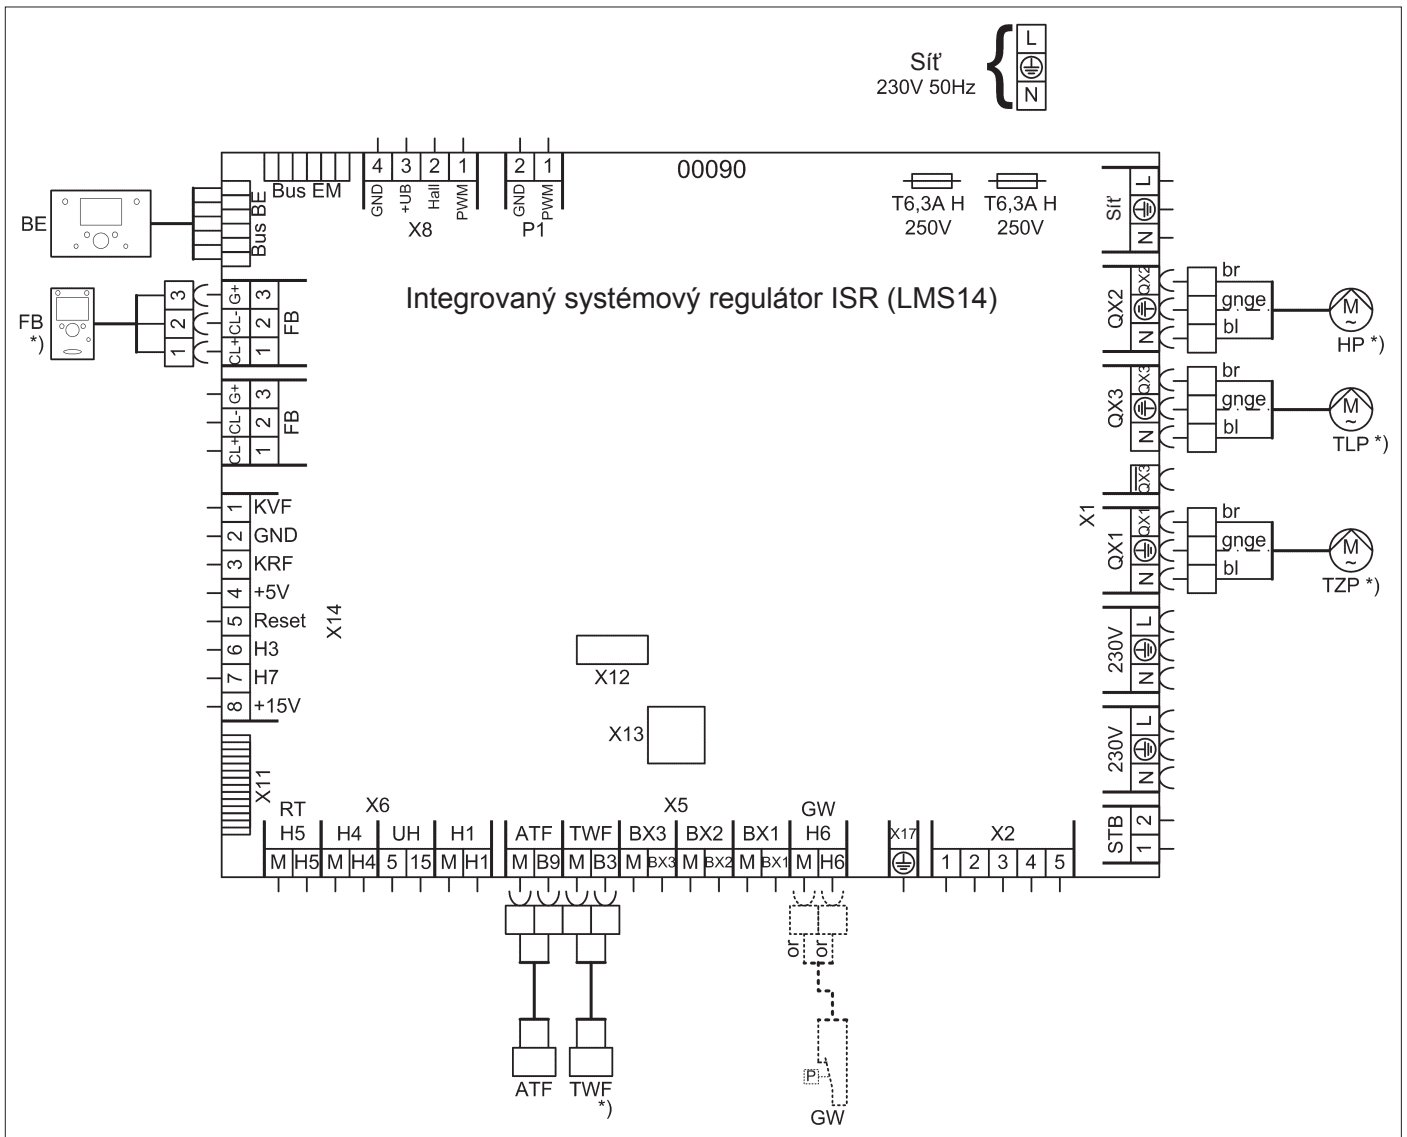 Síť
230V 50Hz
L
N
00090
4 3 2 1
GND +UB Hall PWM
X8
2 1
GND PWM
P1
Bus EM
Bus BE
BE
T6,3A H
250V
T6,3A H
250V
Integrovaný systémový regulátor ISR (LMS14)
FB
*)
3
2
1
G+ 3
CL- 2
CL+ 1
FB
G+ 3
CL- 2
CL+ 1
FB
1 KVF
2 GND
3 KRF
4 +5V
5 Reset
6 H3
7 H7
8 +15V
X14
X11
X12
X13
Síť
L
N
QX2
QX2
N
br
gnge
bl
M
~
HP *)
QX3
QX3
N
br
gnge
bl
M
~
TLP *)
QX3
X1
QX1
QX1
N
br
gnge
bl
M
~
TZP *)
230V
L
N
230V
L
N
STB
2
1
RT
X6
X5
GW
H5 H4 UH H1 ATF TWF BX3 BX2 BX1 H6 X17 X2
M H5 M H4 5 15 M H1 M B9 M B3 M BX3 M BX2 M BX1 M H6 1 2 3 4 5
or or
ATF
TWF
*)
P
GW